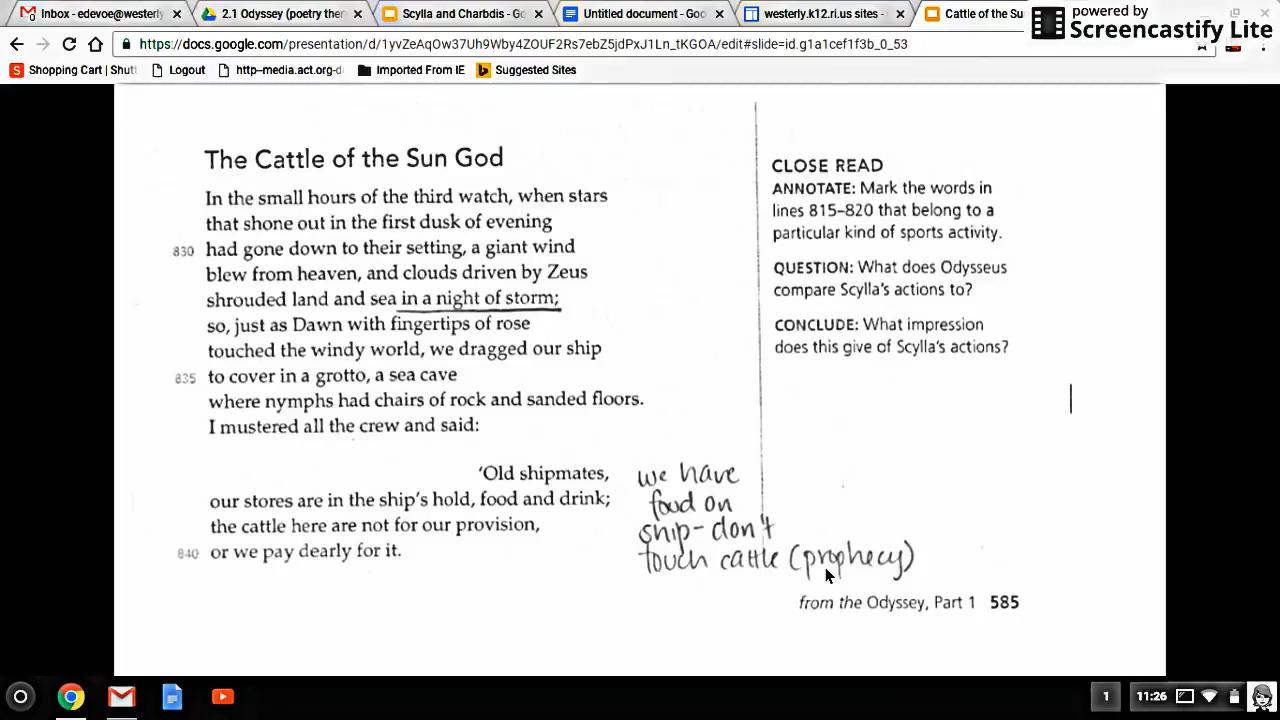 Inbox - edevoe@westerly
2.1 Odyssey (poetry ther
Scylla and Charbdis - Go
Untitled document - Goo
westerly.k12.ri.us sites -
Cattle of the Su
powered by
Screencastify Lite
https://docs.google.com/presentation/d/1yvZeAqOw37Uh9Wby4ZOUF2Rs7ebZ5jdPxJ1Ln_tKGOA/edit#slide=id.g1a1cef1f3b_0_53
Shopping Cart | Shutt
Logout
http--media.act.org-d
Imported From IE
Suggested Sites
The Cattle of the Sun God
In the small hours of the third watch, when stars
that shone out in the first dusk of evening
830 had gone down to their setting, a giant wind
blew from heaven, and clouds driven by Zeus
shrouded land and sea in a night of storm;
so, just as Dawn with fingertips of rose
touched the windy world, we dragged our ship
835 to cover in a grotto, a sea cave
where nymphs had chairs of rock and sanded floors.
I mustered all the crew and said:
'Old shipmates,
our stores are in the ship's hold, food and drink;
the cattle here are not for our provision,
840 or we pay dearly for it.
we have
food on
ship - don't
touch cattle (prophecy)
CLOSE READ
ANNOTATE: Mark the words in
lines 815–820 that belong to a
particular kind of sports activity.
QUESTION: What does Odysseus
compare Scylla's actions to?
CONCLUDE: What impression
does this give of Scylla's actions?
from the Odyssey, Part 1 585
1
11:26